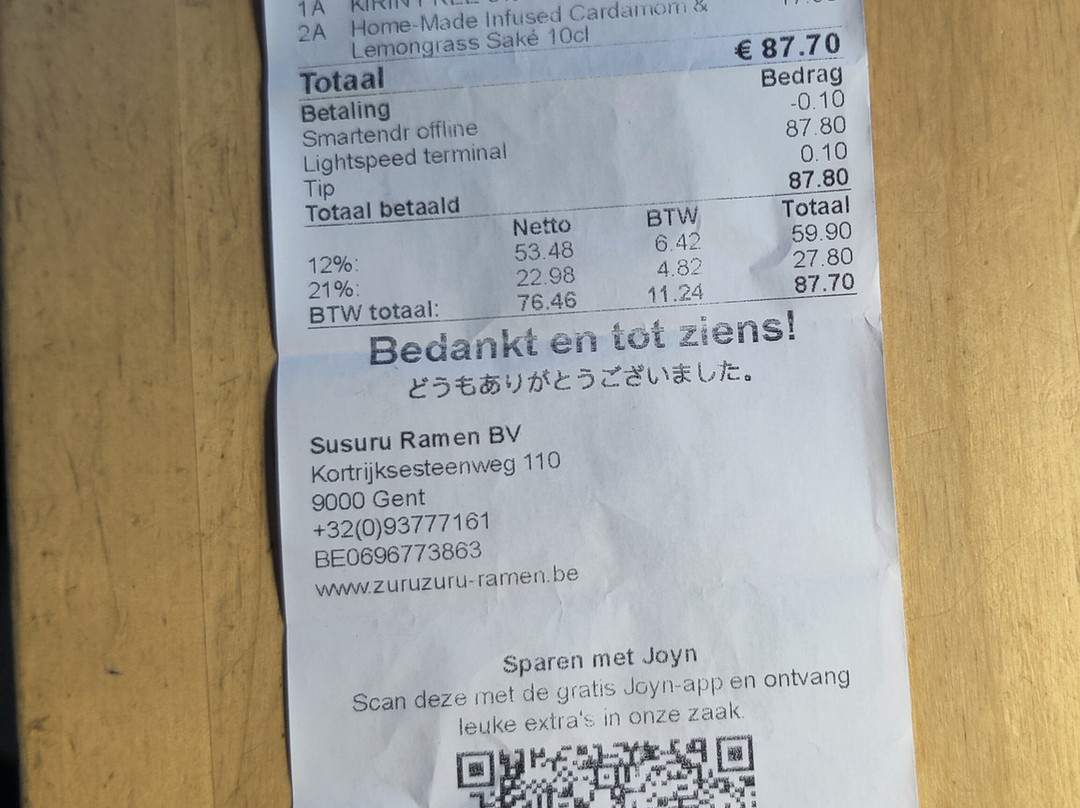 1A KIRIN FREE
2A Home-Made Infused Cardamom &
Lemongrass Saké 10cl
Totaal € 87.70
Betaling Bedrag
Smartendr offline -0.10
Lightspeed terminal 87.80
Tip 0.10
Totaal betaald 87.80
Netto BTW Totaal
12%: 53.48 6.42 59.90
21%: 22.98 4.82 27.80
BTW totaal: 76.46 11.24 87.70
Bedankt en tot ziens!
どうもありがとうございました。
Susuru Ramen BV
Kortrijksesteenweg 110
9000 Gent
+32(0)93777161
BE0696773863
www.zuruzuru-ramen.be
Sparen met Joyn
Scan deze met de gratis Joyn-app en ontvang
leuke extra's in onze zaak.